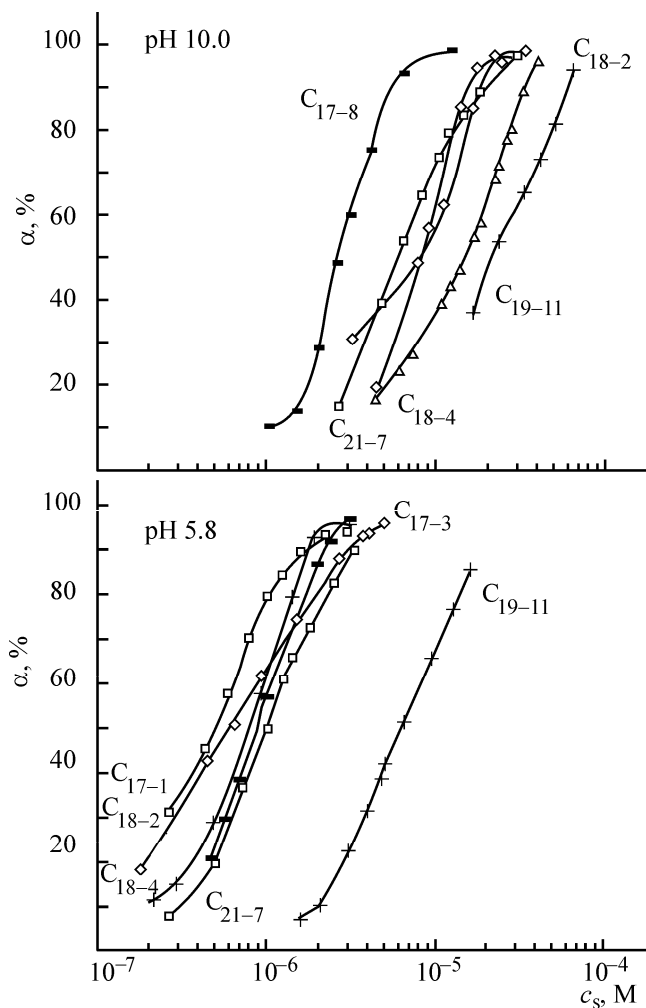 α, %
100
80
60
40
20
pH 10.0
C17–8
C18–2
C19–11
C18–4
C21–7
α, %
100
80
60
40
20
pH 5.8
C17–3
C19–11
C17–1
C18–2
C18–4
C21–7
10–7
10–6
10–5
10–4
cs, M